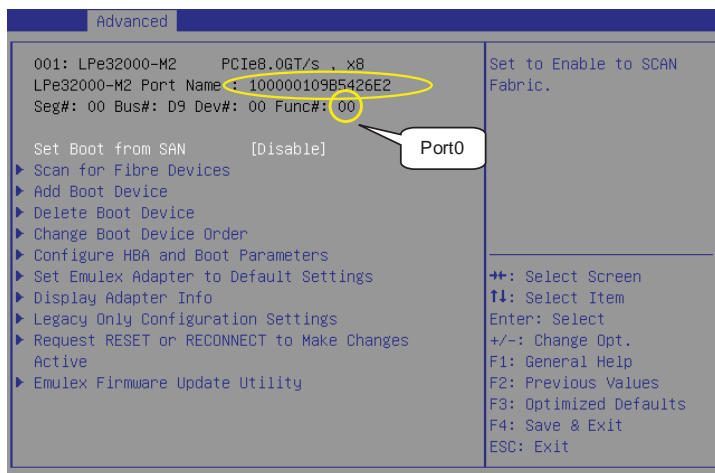 Advanced
001: LPe32000-M2 PCIe8.0GT/s , x8
LPe32000-M2 Port Name : 100000109B5426E2
Seg#: 00 Bus#: D9 Dev#: 00 Func#: 00
Port0
Set Boot from SAN [Disable]
Scan for Fibre Devices
Add Boot Device
Delete Boot Device
Change Boot Device Order
Configure HBA and Boot Parameters
Set Emulex Adapter to Default Settings
Display Adapter Info
Legacy Only Configuration Settings
Request RESET or RECONNECT to Make Changes
Active
Emulex Firmware Update Utility
Set to Enable to SCAN
Fabric.
→←: Select Screen
↑↓: Select Item
Enter: Select
+/-: Change Opt.
F1: General Help
F2: Previous Values
F3: Optimized Defaults
F4: Save & Exit
ESC: Exit